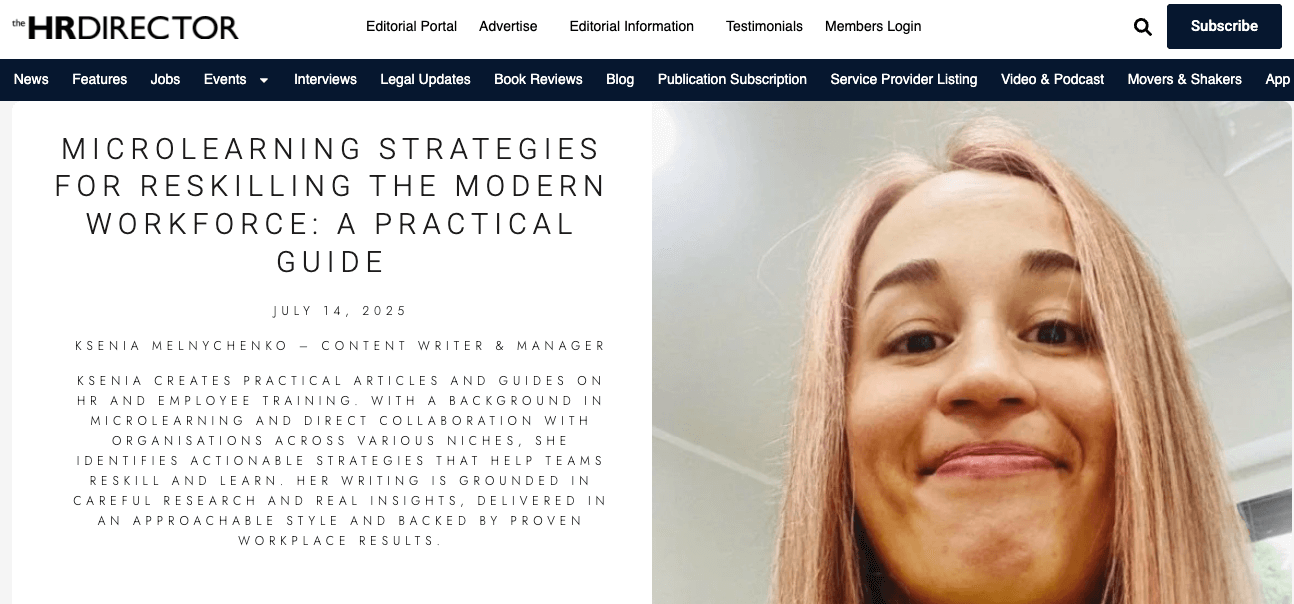 the HRDIRECTOR
Editorial Portal Advertise Editorial Information Testimonials Members Login
Subscribe
News Features Jobs Events Interviews Legal Updates Book Reviews Blog Publication Subscription Service Provider Listing Video & Podcast Movers & Shakers App
MICROLEARNING STRATEGIES
FOR RESKILLING THE MODERN
WORKFORCE: A PRACTICAL
GUIDE
JULY 14, 2025
KSENIA MELNYCHENKO – CONTENT WRITER & MANAGER
KSENIA CREATES PRACTICAL ARTICLES AND GUIDES ON
HR AND EMPLOYEE TRAINING. WITH A BACKGROUND IN
MICROLEARNING AND DIRECT COLLABORATION WITH
ORGANISATIONS ACROSS VARIOUS NICHES, SHE
IDENTIFIES ACTIONABLE STRATEGIES THAT HELP TEAMS
RESKILL AND LEARN. HER WRITING IS GROUNDED IN
CAREFUL RESEARCH AND REAL INSIGHTS, DELIVERED IN
AN APPROACHABLE STYLE AND BACKED BY PROVEN
WORKPLACE RESULTS.